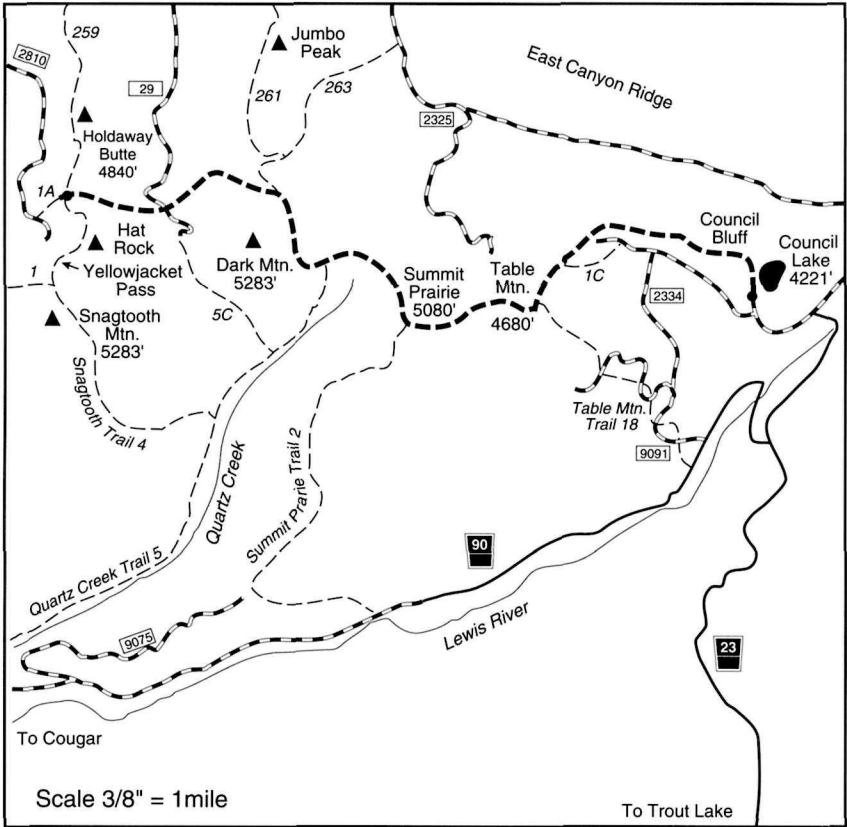 259
Jumbo
Peak
2810
29
261
263
East Canyon Ridge
2325
Holdaway
Butte
4840'
1A
Hat
Rock
Dark Mtn.
5283'
Council
Bluff
Council
Lake
4221'
1
Yellowjacket
Pass
Summit
Prairie
5080'
Table
Mtn.
4680'
1C
2334
Snagtooth
Mtn.
5283'
5C
Snagtooth Trail 4
Table Mtn.
Trail 18
9091
Quartz Creek
Summit Prarie Trail 2
90
Quartz Creek Trail 5
Lewis River
9075
23
To Cougar
Scale 3/8" = 1mile
To Trout Lake